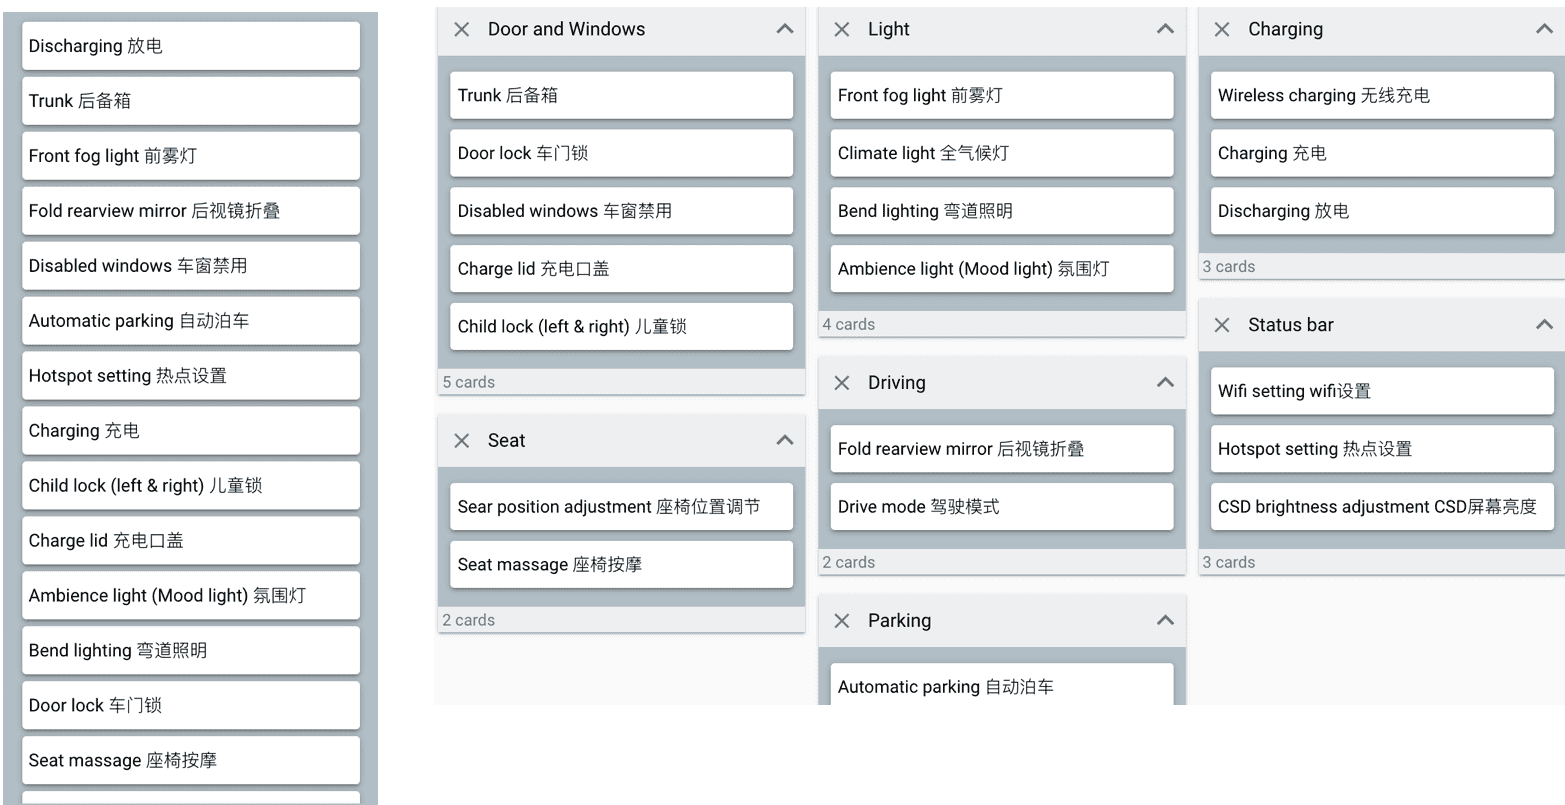 Discharging 放电
Trunk 后备箱
Front fog light 前雾灯
Fold rearview mirror 后视镜折叠
Disabled windows 车窗禁用
Automatic parking 自动泊车
Hotspot setting 热点设置
Charging 充电
Child lock (left & right) 儿童锁
Charge lid 充电口盖
Ambience light (Mood light) 氛围灯
Bend lighting 弯道照明
Door lock 车门锁
Seat massage 座椅按摩
Door and Windows
Trunk 后备箱
Door lock 车门锁
Disabled windows 车窗禁用
Charge lid 充电口盖
Child lock (left & right) 儿童锁
5 cards
Seat
Sear position adjustment 座椅位置调节
Seat massage 座椅按摩
2 cards
Light
Front fog light 前雾灯
Climate light 全气候灯
Bend lighting 弯道照明
Ambience light (Mood light) 氛围灯
4 cards
Driving
Fold rearview mirror 后视镜折叠
Drive mode 驾驶模式
2 cards
Parking
Automatic parking 自动泊车
Charging
Wireless charging 无线充电
Charging 充电
Discharging 放电
3 cards
Status bar
Wifi setting wifi设置
Hotspot setting 热点设置
CSD brightness adjustment CSD屏幕亮度
3 cards